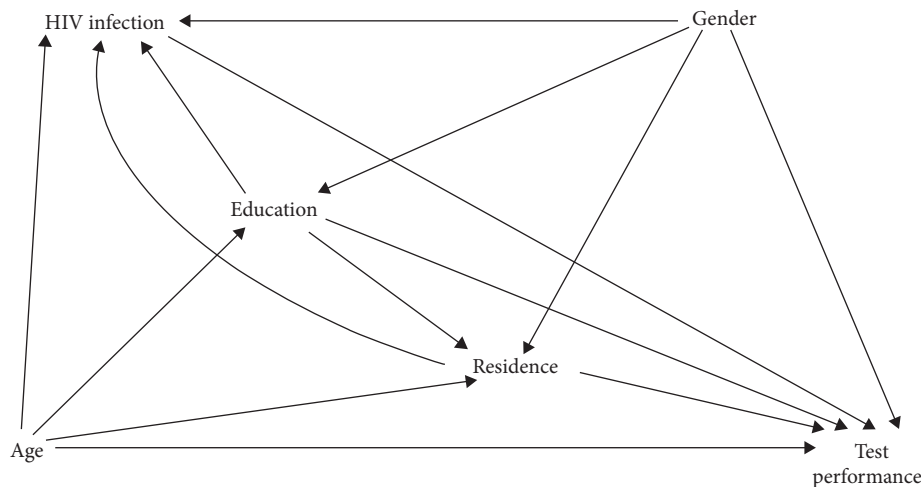 HIV infection
Gender
Education
Residence
Age
Test
performance